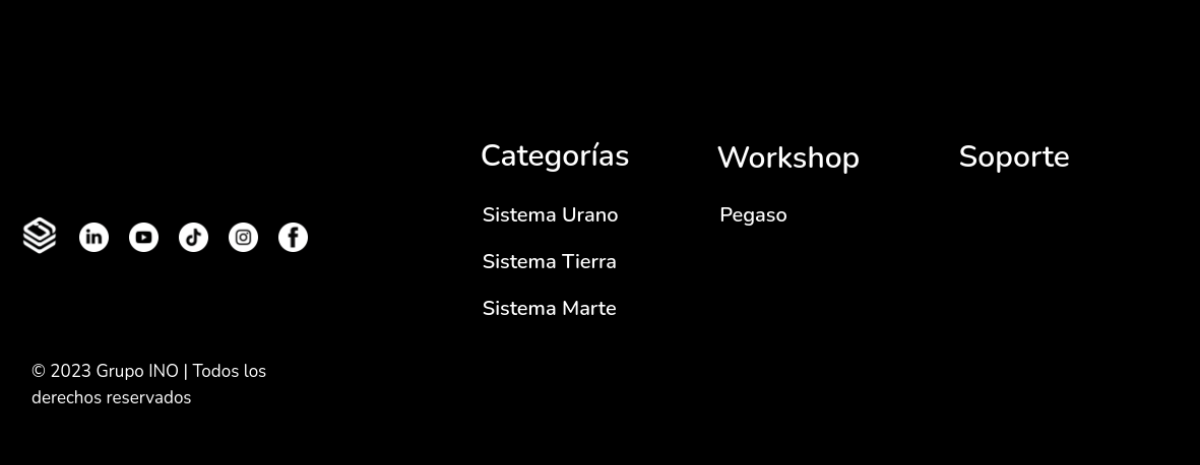 Categorías
Sistema Urano
Sistema Tierra
Sistema Marte
Workshop
Pegaso
Soporte
© 2023 Grupo INO | Todos los
derechos reservados